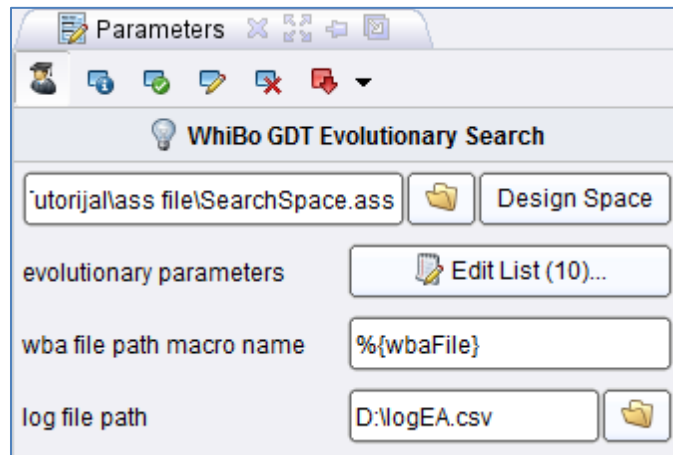 Parameters
WhiBo GDT Evolutionary Search
utorijal\ass file\SearchSpace.ass Design Space
evolutionary parameters Edit List (10)...
wba file path macro name %{wbaFile}
log file path D:\logEA.csv